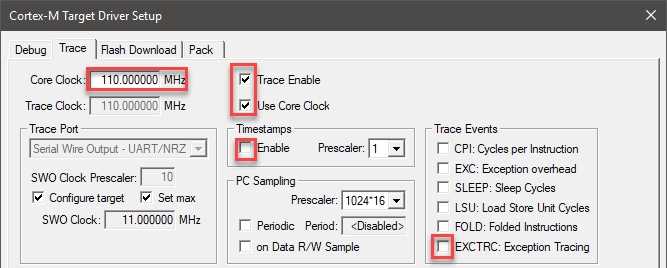 Cortex-M Target Driver Setup
Debug Trace Flash Download Pack
Core Clock: 110.000000 MHz Trace Enable
Trace Clock: 110.000000 MHz Use Core Clock
Trace Port Timestamps Trace Events
Serial Wire Output - UART/NRZ Enable Prescaler: 1 CPI: Cycles per Instruction
EXC: Exception overhead
SWO Clock Prescaler: 10 PC Sampling SLEEP: Sleep Cycles
Configure target Set max Prescaler: 1024*16 LSU: Load Store Unit Cycles
SWO Clock: 11.000000 MHz Periodic Period: <Disabled> FOLD: Folded Instructions
on Data R/W Sample EXCTRC: Exception Tracing